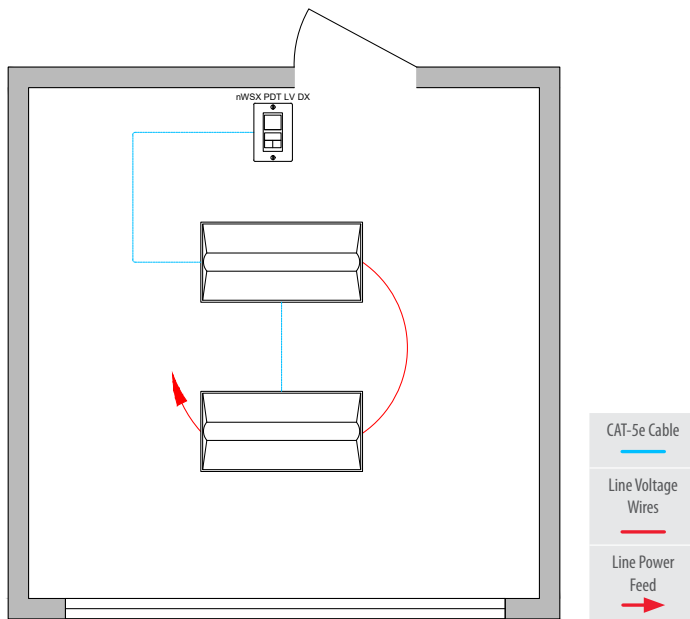 nWSX PDT LV DX
CAT-5e Cable
Line Voltage
Wires
Line Power
Feed